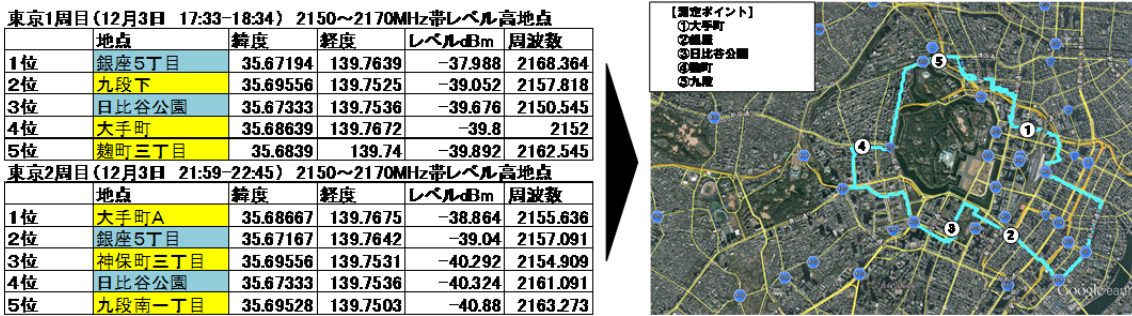 東京1周目(12月3日 17:33-18:34) 2150～2170MHz帯レベル高地点
地点 緯度 経度 レベルdBm 周波数
1位 銀座5丁目 35.67194 139.7639 −37.988 2168.364
2位 九段下 35.69556 139.7525 −39.052 2157.818
3位 日比谷公園 35.67333 139.7536 −39.676 2150.545
4位 大手町 35.68639 139.7672 −39.8 2152
5位 麹町三丁目 35.6839 139.74 −39.892 2162.545
東京2周目(12月3日 21:59-22:45) 2150～2170MHz帯レベル高地点
地点 緯度 経度 レベルdBm 周波数
1位 大手町A 35.68667 139.7675 −38.864 2155.636
2位 銀座5丁目 35.67167 139.7642 −39.04 2157.091
3位 神保町三丁目 35.69556 139.7531 −40.292 2154.909
4位 日比谷公園 35.67333 139.7536 −40.324 2161.091
5位 九段南一丁目 35.69528 139.7503 −40.88 2163.273
【測定ポイント】
①大手町
②銀座
③日比谷公園
④麹町
⑤九段
⑤
①
④
③
②
Google earth